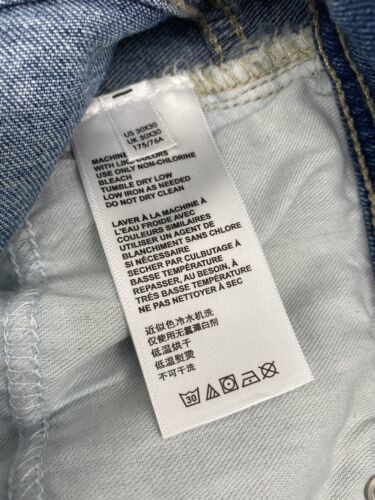 US 30X30
UK 30X30
175/76A
MACHINE
WITH LIKE COLORS
USE ONLY NON-CHLORINE
BLEACH
TUMBLE DRY LOW
LOW IRON AS NEEDED
DO NOT DRY CLEAN
LAVER À LA MACHINE À
L'EAU FROIDE AVEC
COULEURS SIMILAIRES
UTILISER UN AGENT DE
BLANCHIMENT SANS CHLORE
SI NÉCESSAIRE
SECHER PAR CULBUTAGE À
BASSE TEMPÉRATURE
REPASSER, AU BESOIN, À
TRÈS BASSE TEMPÉRATURE
NE PAS NETTOYER À SEC
近似色冷水机洗
仅使用无氯漂白剂
低温烘干
低温熨烫
不可干洗
30